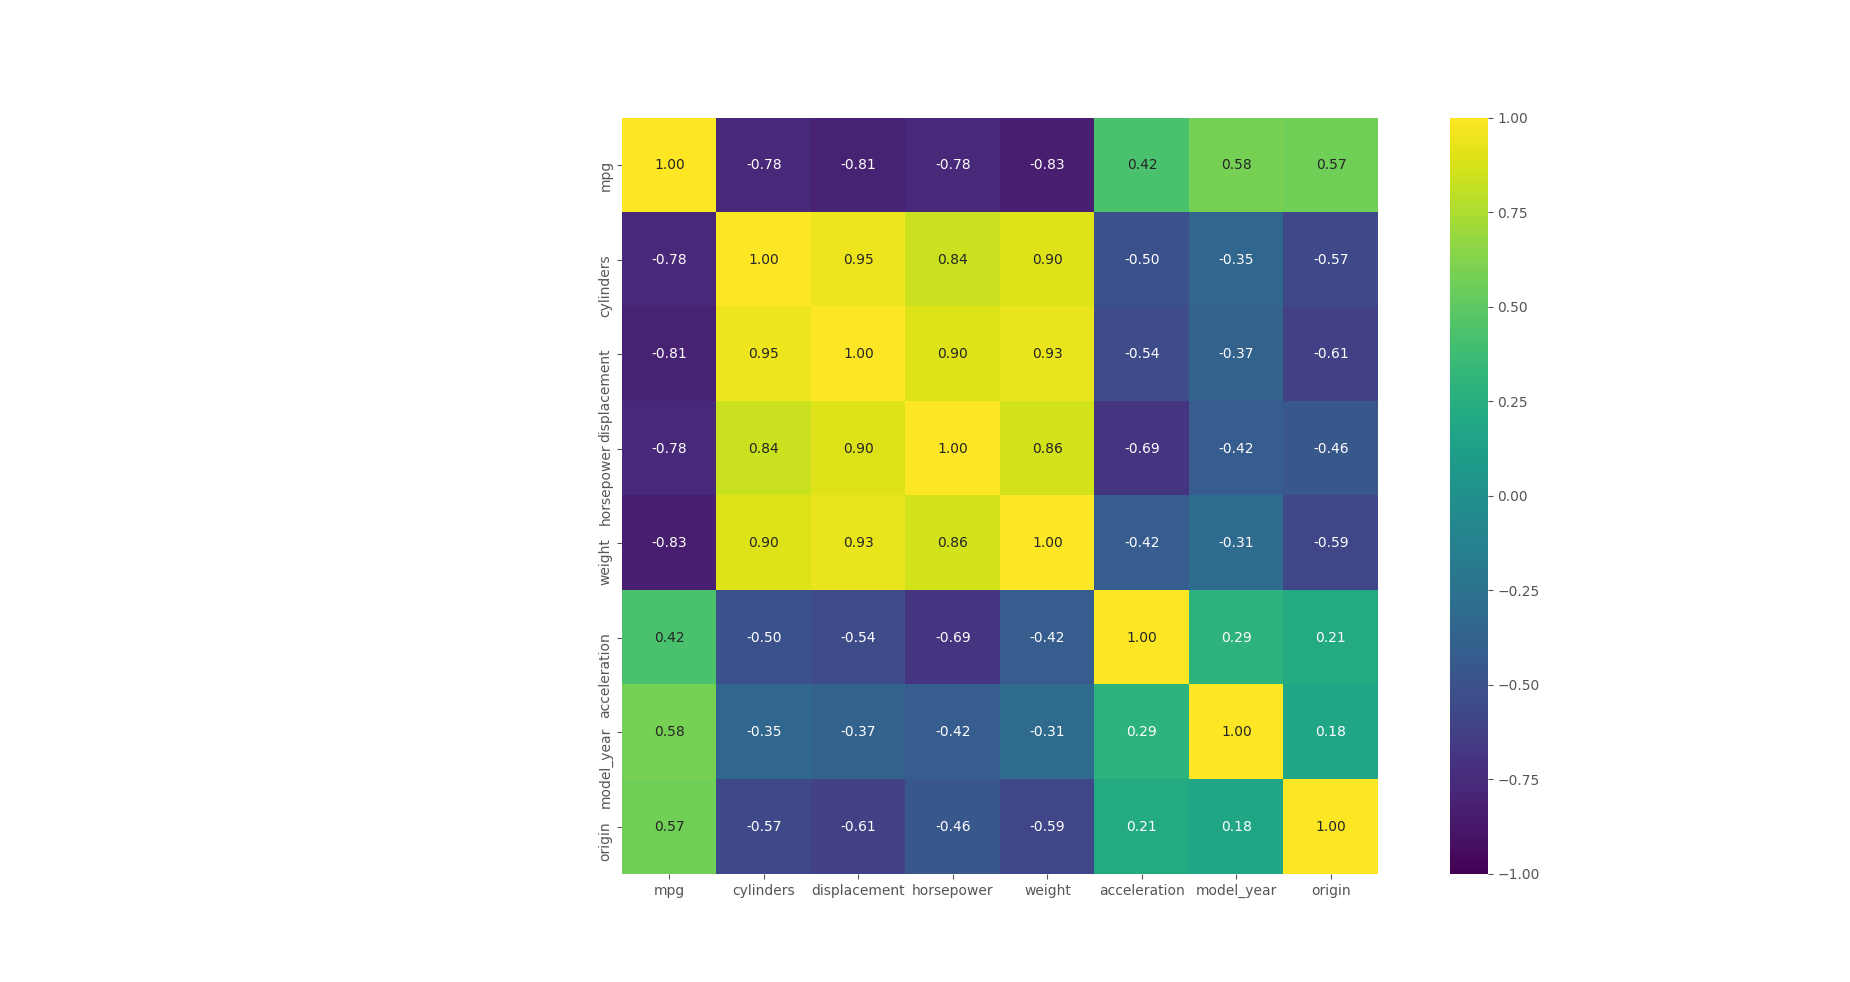 mpg 1.00 -0.78 -0.81 -0.78 -0.83 0.42 0.58 0.57
cylinders -0.78 1.00 0.95 0.84 0.90 -0.50 -0.35 -0.57
displacement -0.81 0.95 1.00 0.90 0.93 -0.54 -0.37 -0.61
horsepower -0.78 0.84 0.90 1.00 0.86 -0.69 -0.42 -0.46
weight -0.83 0.90 0.93 0.86 1.00 -0.42 -0.31 -0.59
acceleration 0.42 -0.50 -0.54 -0.69 -0.42 1.00 0.29 0.21
model_year 0.58 -0.35 -0.37 -0.42 -0.31 0.29 1.00 0.18
origin 0.57 -0.57 -0.61 -0.46 -0.59 0.21 0.18 1.00
mpg cylinders displacement horsepower weight acceleration model_year origin
1.00
0.75
0.50
0.25
0.00
−0.25
−0.50
−0.75
−1.00